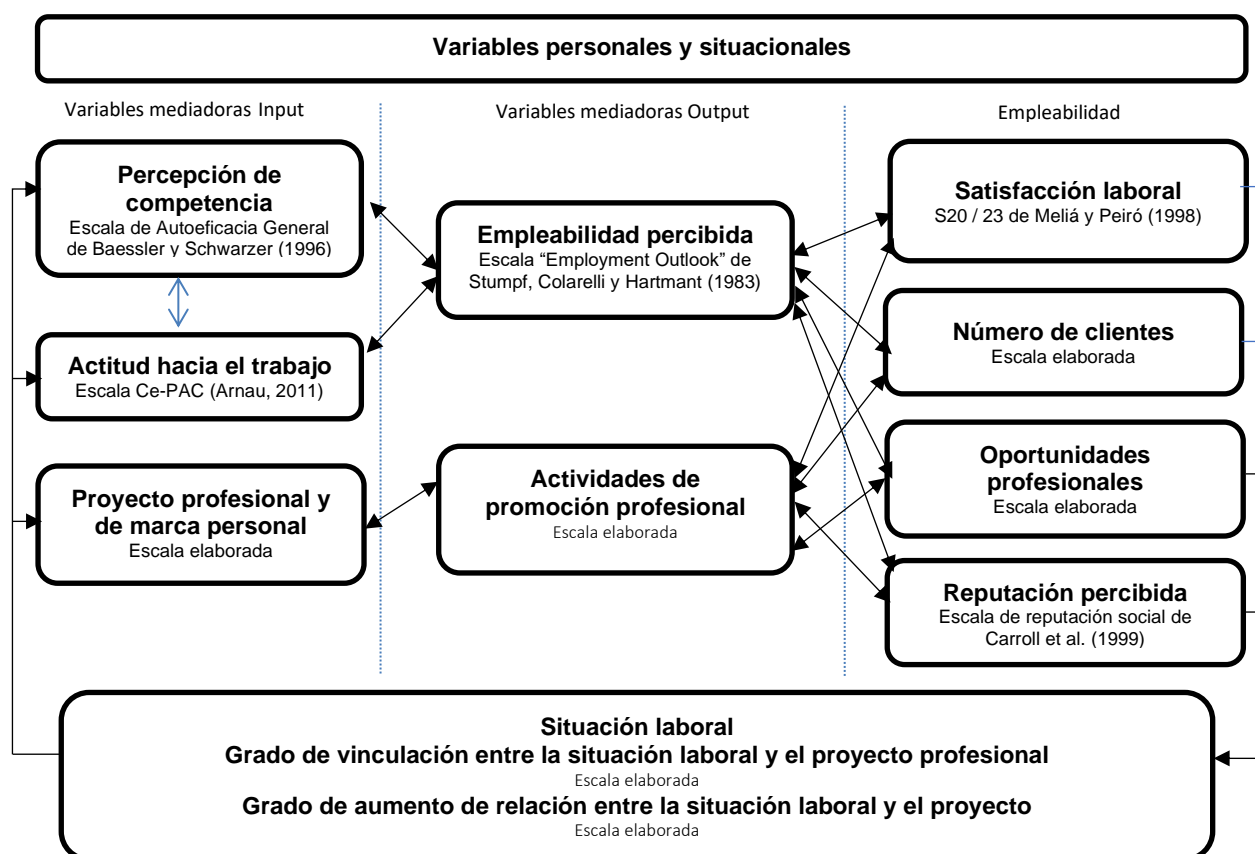 Variables personales y situacionales
Variables mediadoras Input
Variables mediadoras Output
Empleabilidad
Percepción de
competencia
Escala de Autoeficacia General
de Baessler y Schwarzer (1996)
Actitud hacia el trabajo
Escala Ce-PAC (Arnau, 2011)
Proyecto profesional y
de marca personal
Escala elaborada
Empleabilidad percibida
Escala “Employment Outlook” de
Stumpf, Colarelli y Hartmant (1983)
Actividades de
promoción profesional
Escala elaborada
Satisfacción laboral
S20 / 23 de Meliá y Peiró (1998)
Número de clientes
Escala elaborada
Oportunidades
profesionales
Escala elaborada
Reputación percibida
Escala de reputación social de
Carroll et al. (1999)
Situación laboral
Grado de vinculación entre la situación laboral y el proyecto profesional
Escala elaborada
Grado de aumento de relación entre la situación laboral y el proyecto
Escala elaborada